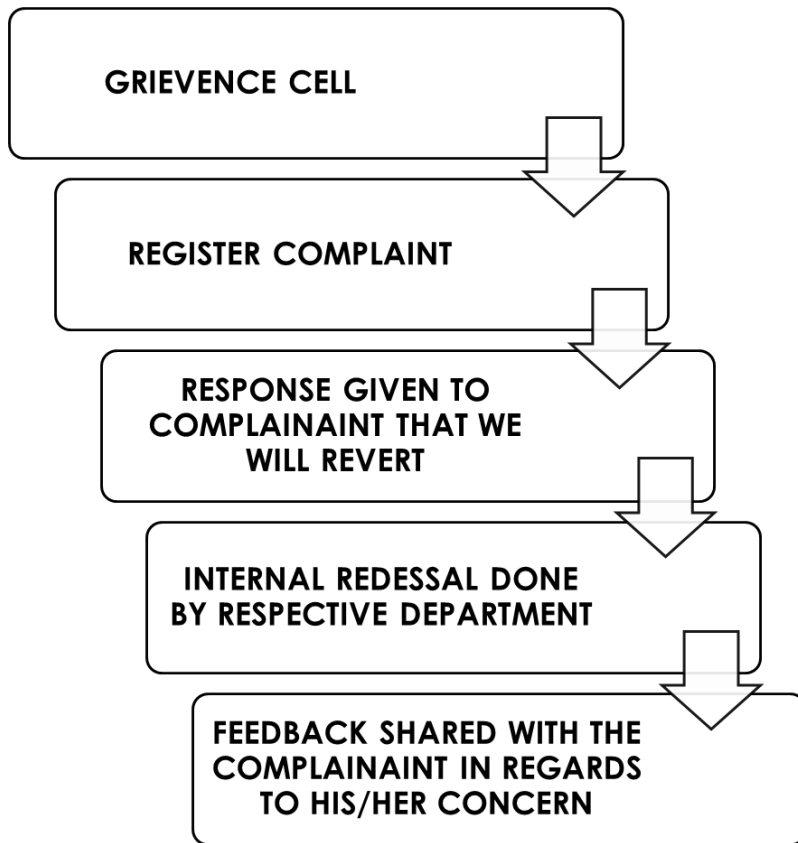 GRIEVENCE CELL
REGISTER COMPLAINT
RESPONSE GIVEN TO
COMPLAINAINT THAT WE
WILL REVERT
INTERNAL REDESSAL DONE
BY RESPECTIVE DEPARTMENT
FEEDBACK SHARED WITH THE
COMPLAINAINT IN REGARDS
TO HIS/HER CONCERN